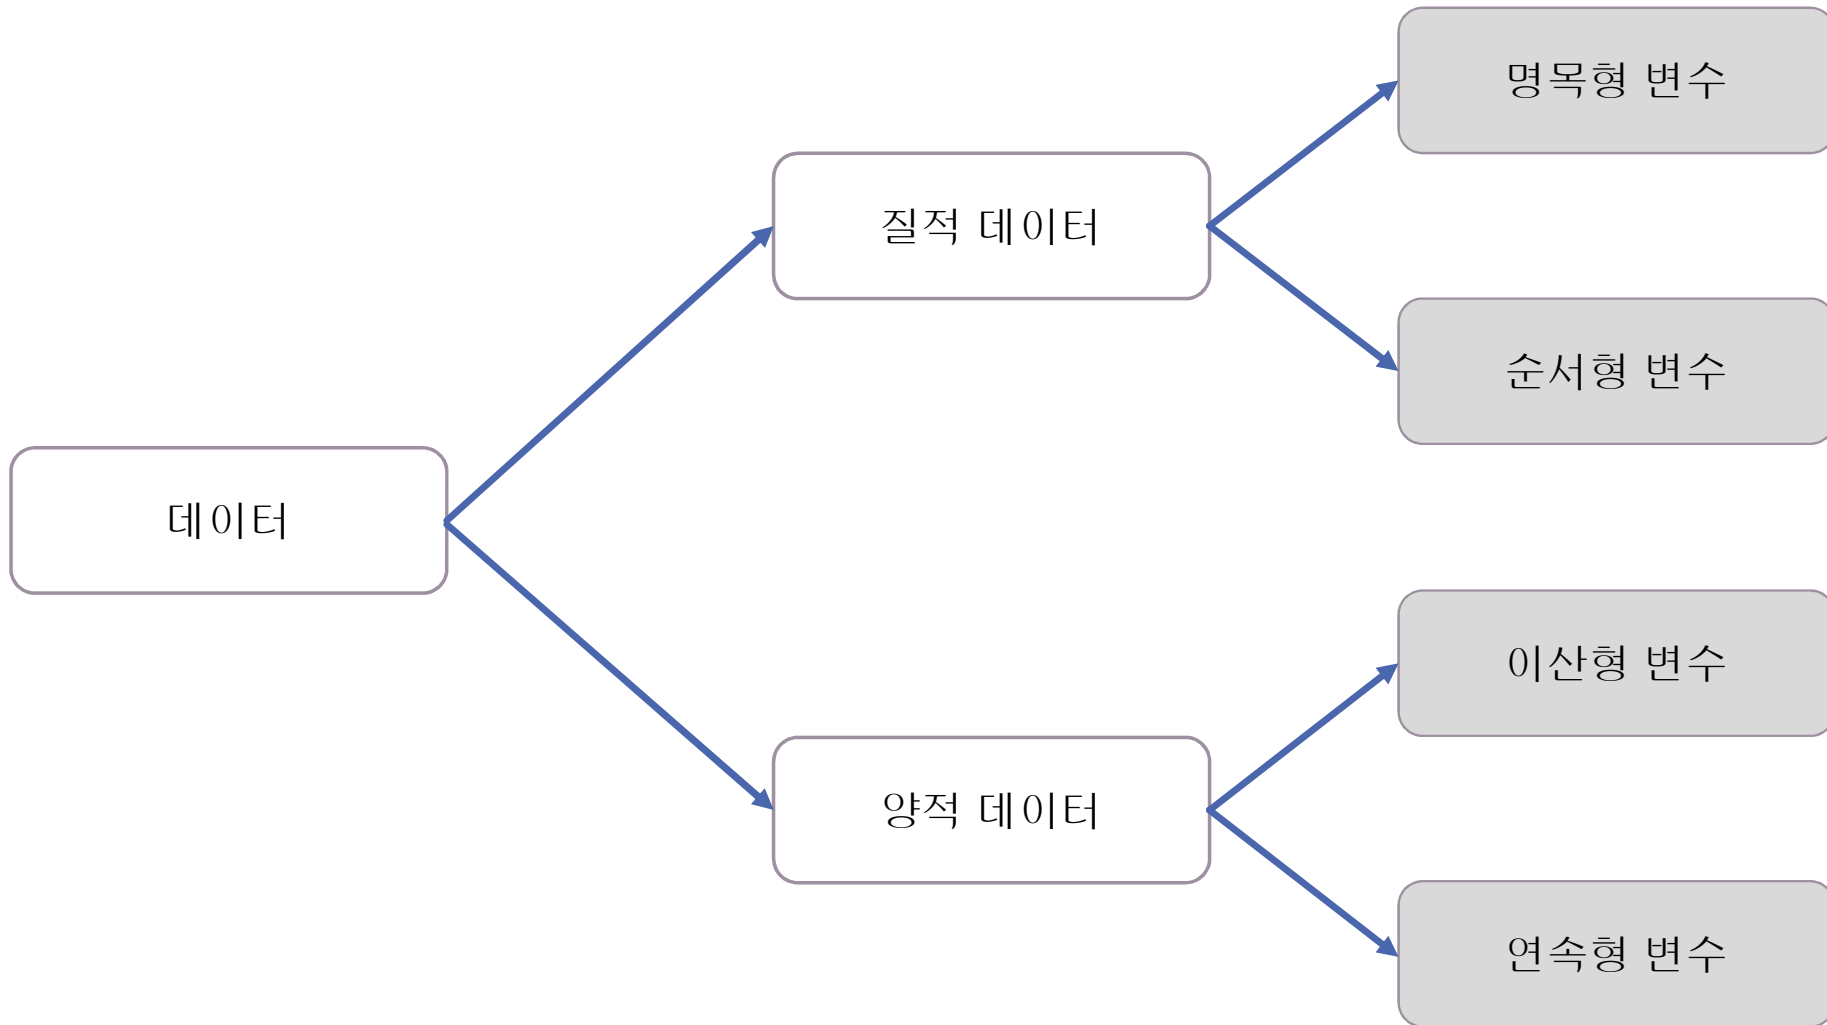 데이터
질적 데이터
명목형 변수
순서형 변수
양적 데이터
이산형 변수
연속형 변수